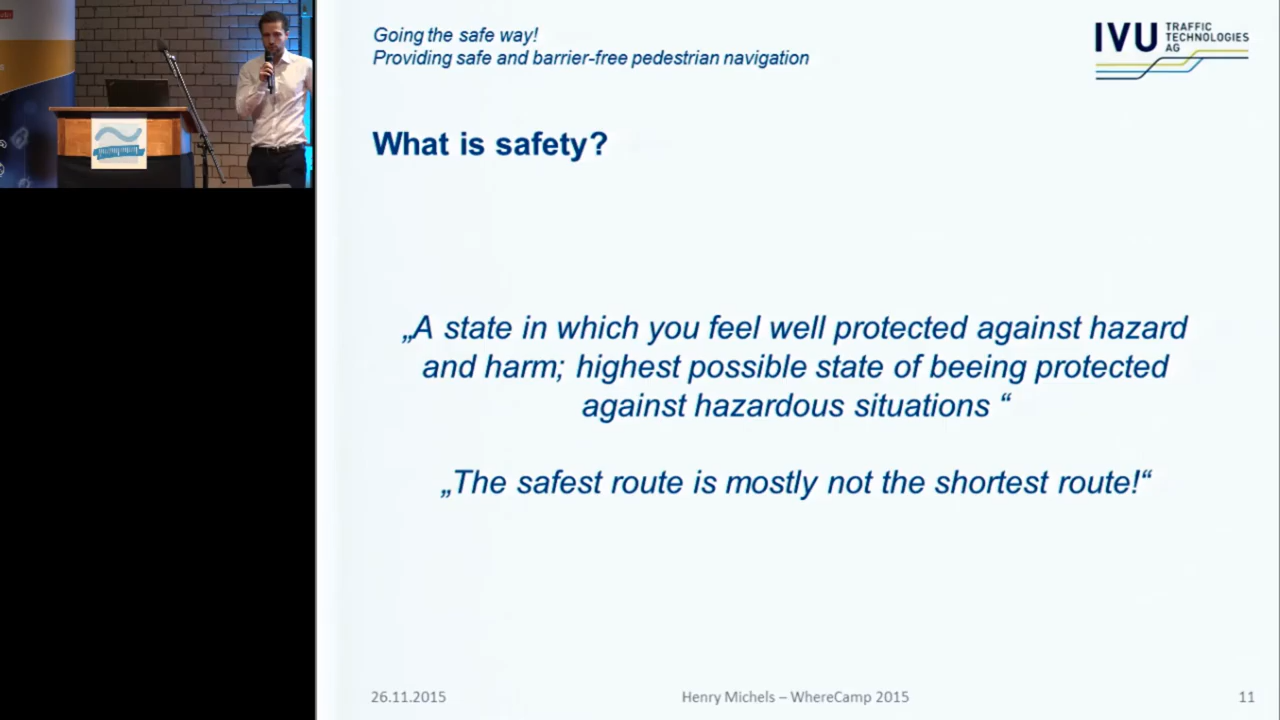 Going the safe way!
Providing safe and barrier-free pedestrian navigation
IVU TRAFFIC
TECHNOLOGIES
AG
What is safety?
„A state in which you feel well protected against hazard
and harm; highest possible state of beeing protected
against hazardous situations “
„The safest route is mostly not the shortest route!“
26.11.2015
Henry Michels – WhereCamp 2015
11